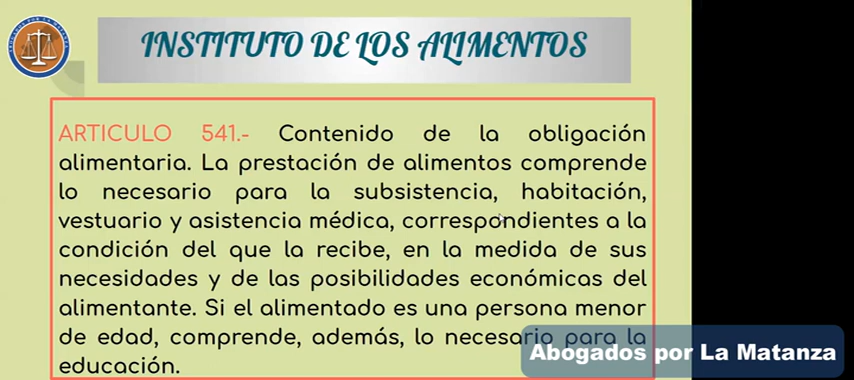 INSTITUTO DE LOS ALIMENTOS
ARTICULO 541.- Contenido de la obligación
alimentaria. La prestación de alimentos comprende
lo necesario para la subsistencia, habitación,
vestuario y asistencia médica, correspondientes a la
condición del que la recibe, en la medida de sus
necesidades y de las posibilidades económicas del
alimentante. Si el alimentado es una persona menor
de edad, comprende, además, lo necesario para la
educación.
Abogados por La Matanza